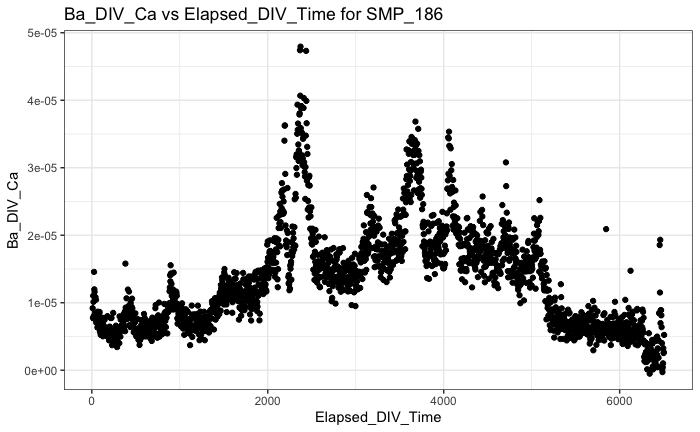 Ba_DIV_Ca vs Elapsed_DIV_Time for SMP_186
5e-05
4e-05
3e-05
2e-05
1e-05
0e+00
Ba_DIV_Ca
0 2000 4000 6000
Elapsed_DIV_Time